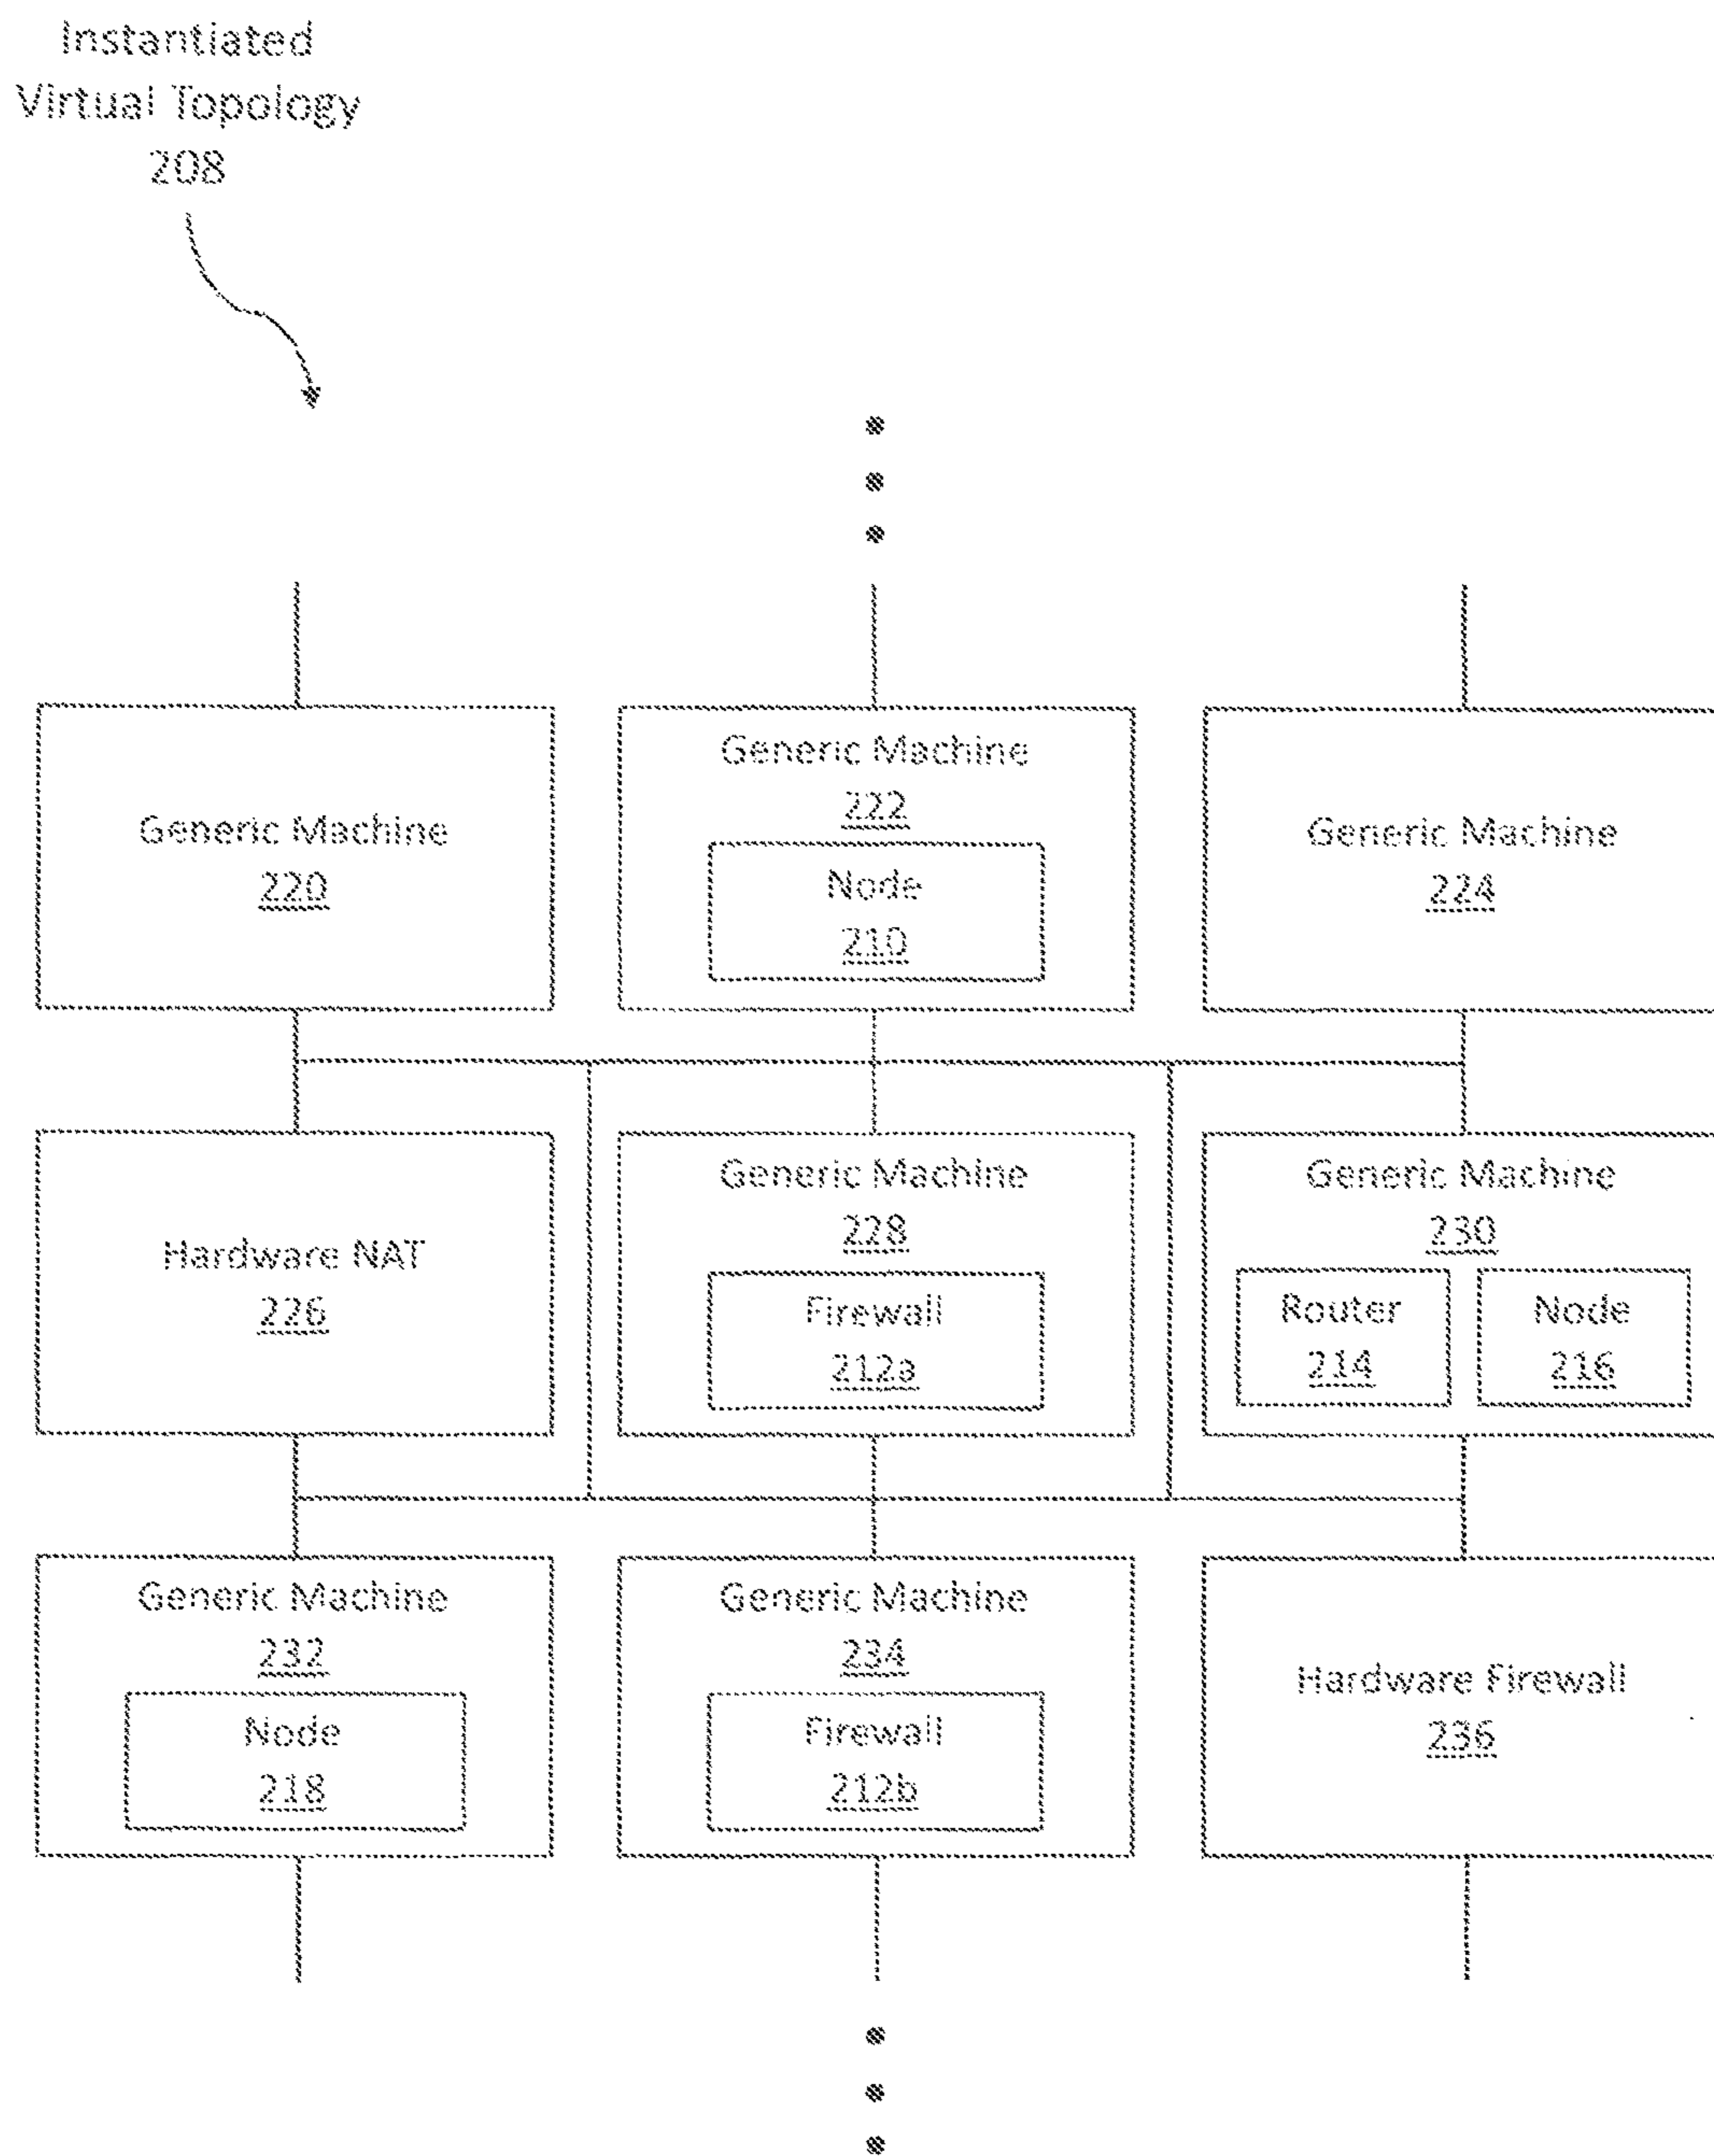 Instantiated
Virtual Topology
208
Generic Machine
220
Generic Machine
222
Node
210
Generic Machine
224
Hardware NAT
226
Generic Machine
228
Firewall
212a
Generic Machine
230
Router
214
Node
216
Generic Machine
232
Node
218
Generic Machine
234
Firewall
212b
Hardware Firewall
236